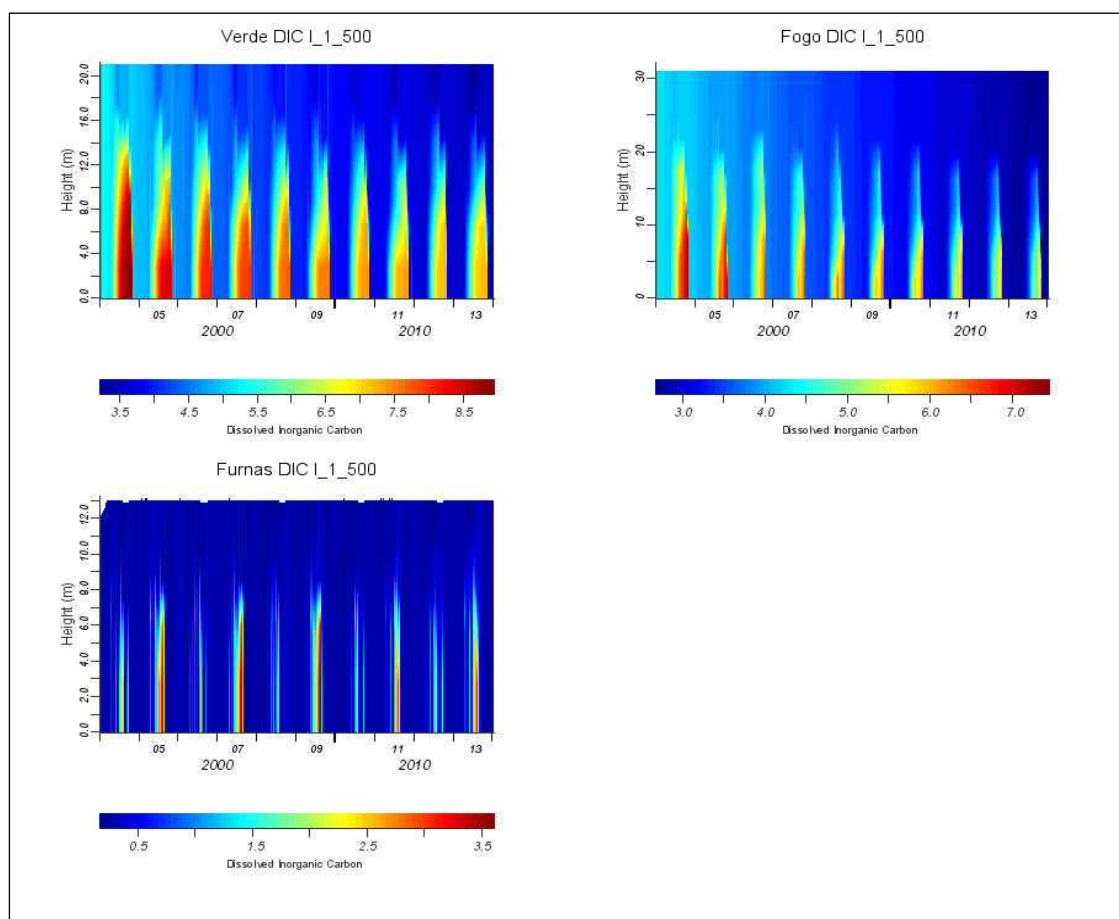 Verde DIC I_1_500
Height (m)
20.0
16.0
12.0
8.0
4.0
0.0
05 07 09 11 13
2000 2010
3.5 4.5 5.5 6.5 7.5 8.5
Dissolved Inorganic Carbon
Fogo DIC I_1_500
Height (m)
30
20
10
0
05 07 09 11 13
2000 2010
3.0 4.0 5.0 6.0 7.0
Dissolved Inorganic Carbon
Furnas DIC I_1_500
Height (m)
12.0
10.0
8.0
6.0
4.0
2.0
0.0
05 07 09 11 13
2000 2010
0.5 1.5 2.5 3.5
Dissolved Inorganic Carbon